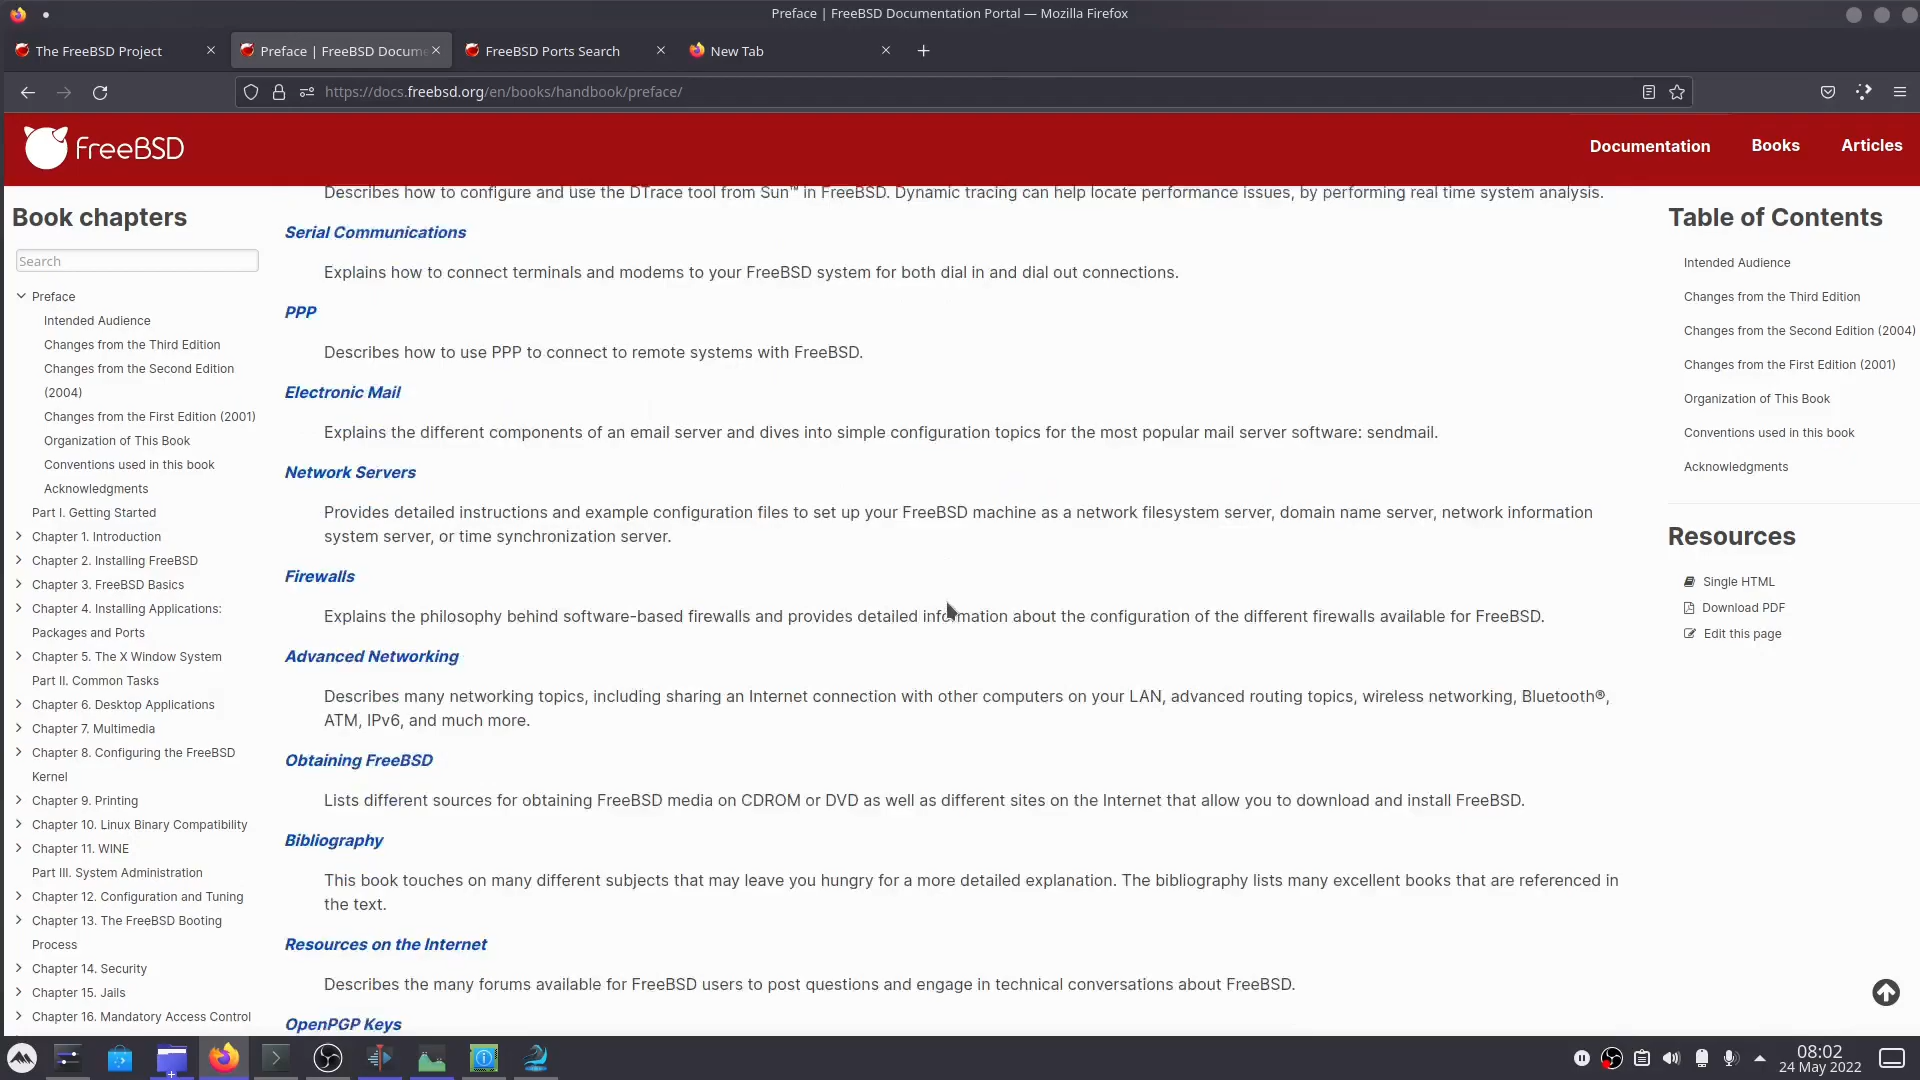 Preface | FreeBSD Documentation Portal — Mozilla Firefox
The FreeBSD Project
Preface | FreeBSD Docum
FreeBSD Ports Search
New Tab
https://docs.freebsd.org/en/books/handbook/preface/
FreeBSD
Documentation
Books
Articles
Book chapters
Search
Preface
Intended Audience
Changes from the Third Edition
Changes from the Second Edition
(2004)
Changes from the First Edition (2001)
Organization of This Book
Conventions used in this book
Acknowledgments
Part I. Getting Started
Chapter 1. Introduction
Chapter 2. Installing FreeBSD
Chapter 3. FreeBSD Basics
Chapter 4. Installing Applications:
Packages and Ports
Chapter 5. The X Window System
Part II. Common Tasks
Chapter 6. Desktop Applications
Chapter 7. Multimedia
Chapter 8. Configuring the FreeBSD
Kernel
Chapter 9. Printing
Chapter 10. Linux Binary Compatibility
Chapter 11. WINE
Part III. System Administration
Chapter 12. Configuration and Tuning
Chapter 13. The FreeBSD Booting
Process
Chapter 14. Security
Chapter 15. Jails
Chapter 16. Mandatory Access Control
Describes how to configure and use the DTrace tool from Sun™ in FreeBSD. Dynamic tracing can help locate performance issues, by performing real time system analysis.
Serial Communications
Explains how to connect terminals and modems to your FreeBSD system for both dial in and dial out connections.
PPP
Describes how to use PPP to connect to remote systems with FreeBSD.
Electronic Mail
Explains the different components of an email server and dives into simple configuration topics for the most popular mail server software: sendmail.
Network Servers
Provides detailed instructions and example configuration files to set up your FreeBSD machine as a network filesystem server, domain name server, network information
system server, or time synchronization server.
Firewalls
Explains the philosophy behind software-based firewalls and provides detailed information about the configuration of the different firewalls available for FreeBSD.
Advanced Networking
Describes many networking topics, including sharing an Internet connection with other computers on your LAN, advanced routing topics, wireless networking, Bluetooth®,
ATM, IPv6, and much more.
Obtaining FreeBSD
Lists different sources for obtaining FreeBSD media on CDROM or DVD as well as different sites on the Internet that allow you to download and install FreeBSD.
Bibliography
This book touches on many different subjects that may leave you hungry for a more detailed explanation. The bibliography lists many excellent books that are referenced in
the text.
Resources on the Internet
Describes the many forums available for FreeBSD users to post questions and engage in technical conversations about FreeBSD.
OpenPGP Keys
Table of Contents
Intended Audience
Changes from the Third Edition
Changes from the Second Edition (2004)
Changes from the First Edition (2001)
Organization of This Book
Conventions used in this book
Acknowledgments
Resources
Single HTML
Download PDF
Edit this page
08:02
24 May 2022